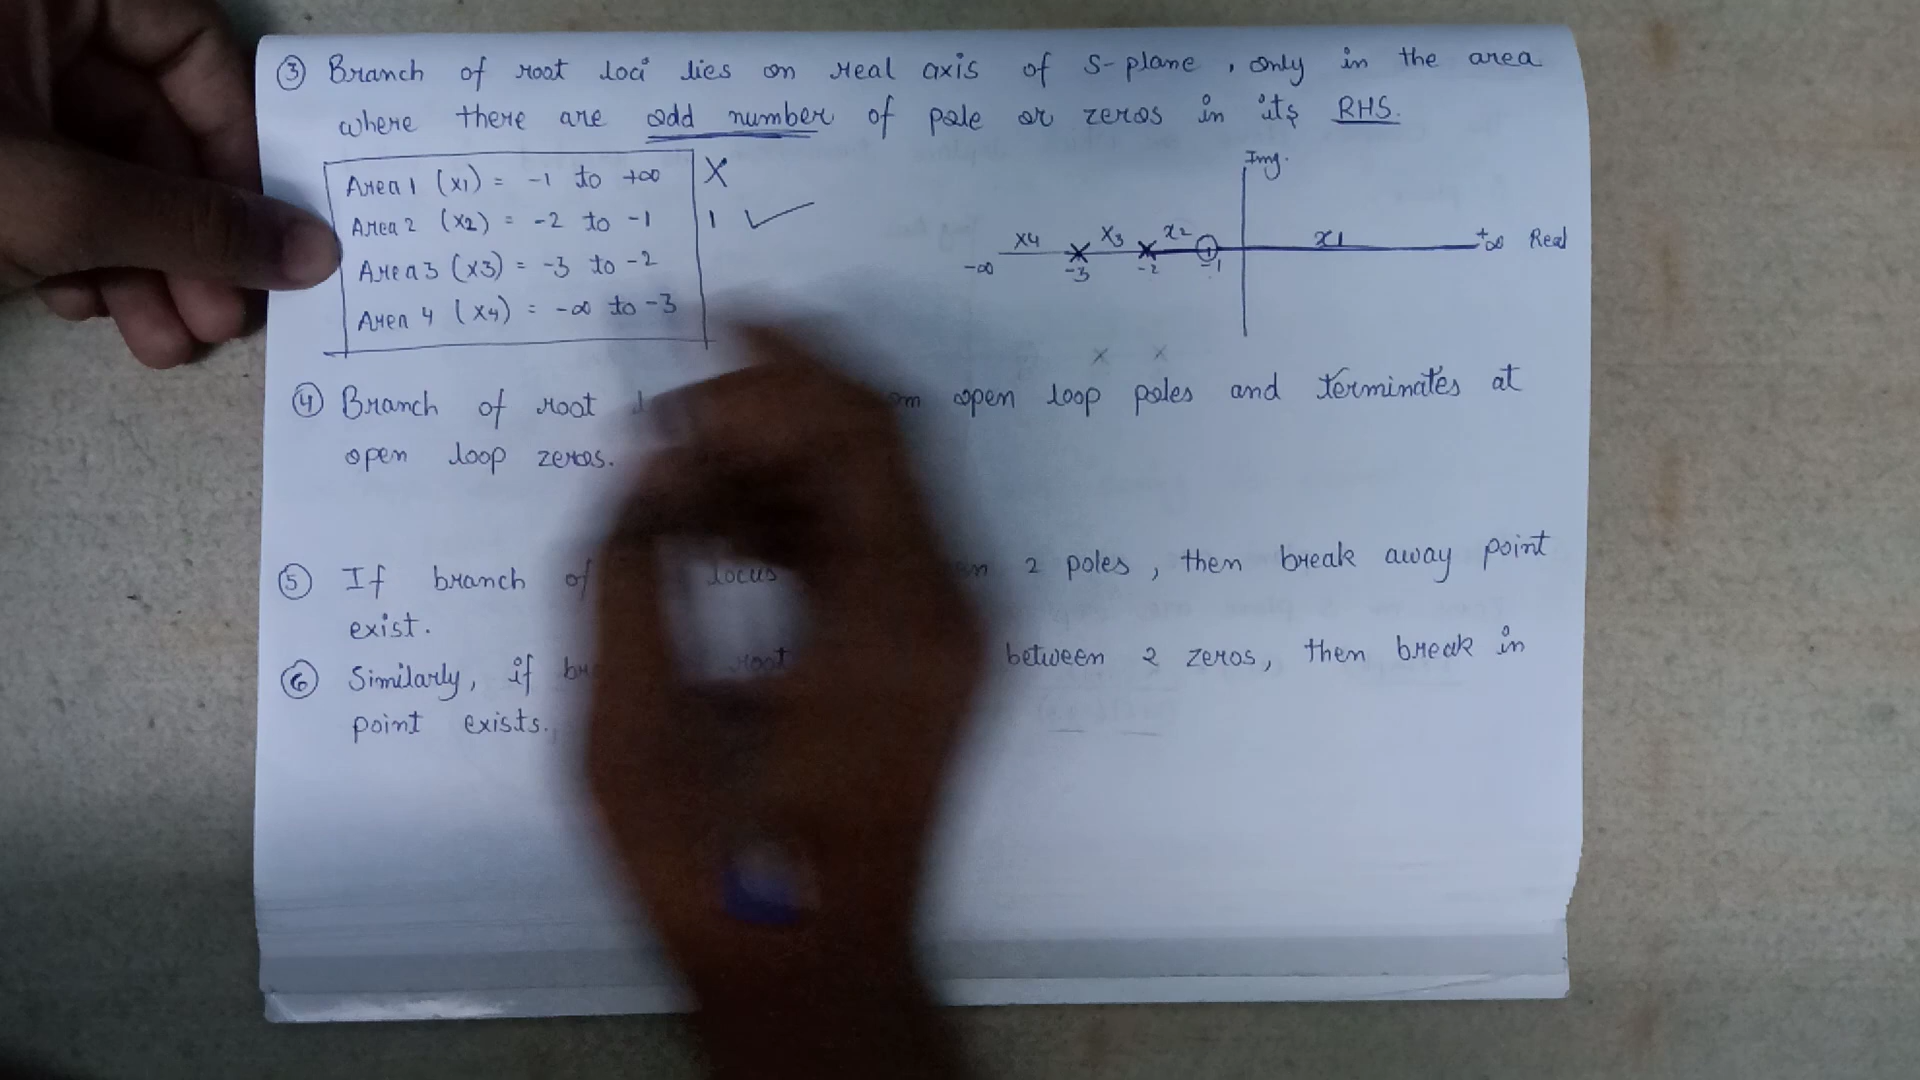 ③ Branch of root loci lies on real axis of S-plane, only in the area
where there are odd number of pole or zeros in its RHS.
Area 1 (x1) = -1 to +∞ X
Area 2 (x2) = -2 to -1 1 ✓
Area 3 (x3) = -3 to -2
Area 4 (x4) = -∞ to -3
Img.
x4 x3 x2 x1 +∞ Real
-∞ -3 -2 -1
x x
④ Branch of root open loop poles and terminates at
open loop zeros.
⑤ If branch of locus 2 poles, then break away point
exist.
⑥ Similarly, if root between 2 zeros, then break in
point exists.